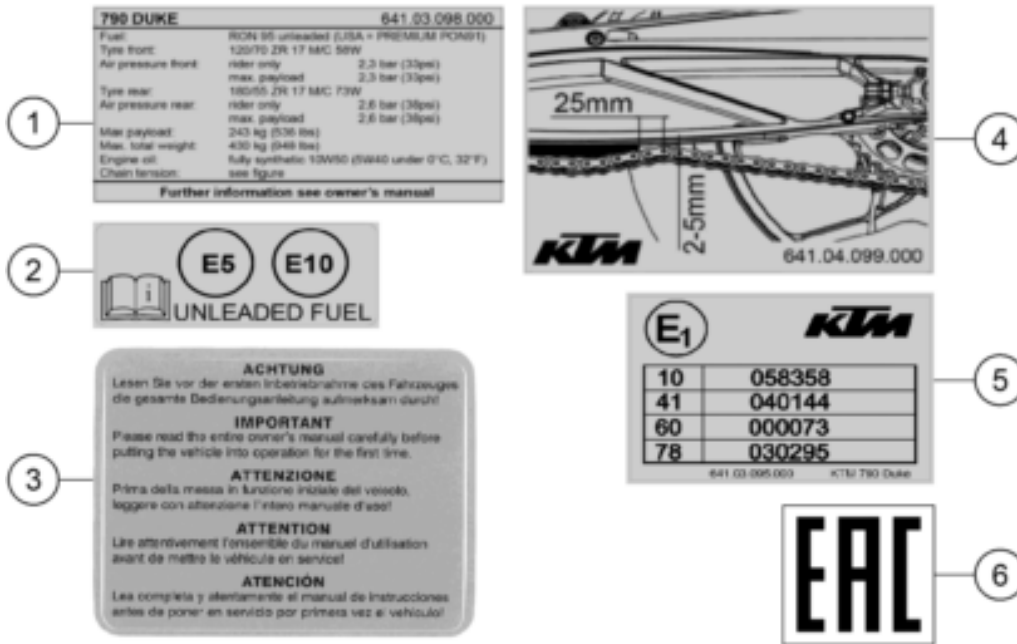 790 DUKE 641.03.098.000
Fuel: RON 95 unleaded (USA = PREMIUM PON91)
Tyre front: 120/70 ZR 17 M/C 58W
Air pressure front: rider only 2,3 bar (33psi)
max. payload 2,3 bar (33psi)
Tyre rear: 180/55 ZR 17 M/C 73W
Air pressure rear: rider only 2,6 bar (38psi)
max. payload 2,6 bar (38psi)
Max payload: 243 kg (536 lbs)
Max. total weight: 430 kg (948 lbs)
Engine oil: fully synthetic 10W50 (5W40 under 0°C, 32°F)
Chain tension: see figure
Further information see owner's manual
1
25mm
2-5mm
KTM 641.04.099.000
4
2
i
E5 E10
UNLEADED FUEL
E1 KTM
10 058358
41 040144
60 000073
78 030295
641.03.095.000 KTM 790 Duke
5
3
ACHTUNG
Lesen Sie vor der ersten Inbetriebnahme des Fahrzeuges
die gesamte Bedienungsanleitung aufmerksam durch!
IMPORTANT
Please read the entire owner's manual carefully before
putting the vehicle into operation for the first time.
ATTENZIONE
Prima della messa in funzione iniziale del veicolo,
leggere con attenzione l'intero manuale d'uso!
ATTENTION
Lire attentivement l'ensemble du manuel d'utilisation
avant de mettre le véhicule en service!
ATENCIÓN
Lea completa y atentamente el manual de instrucciones
antes de poner en servicio por primera vez el vehículo!
EAC
6